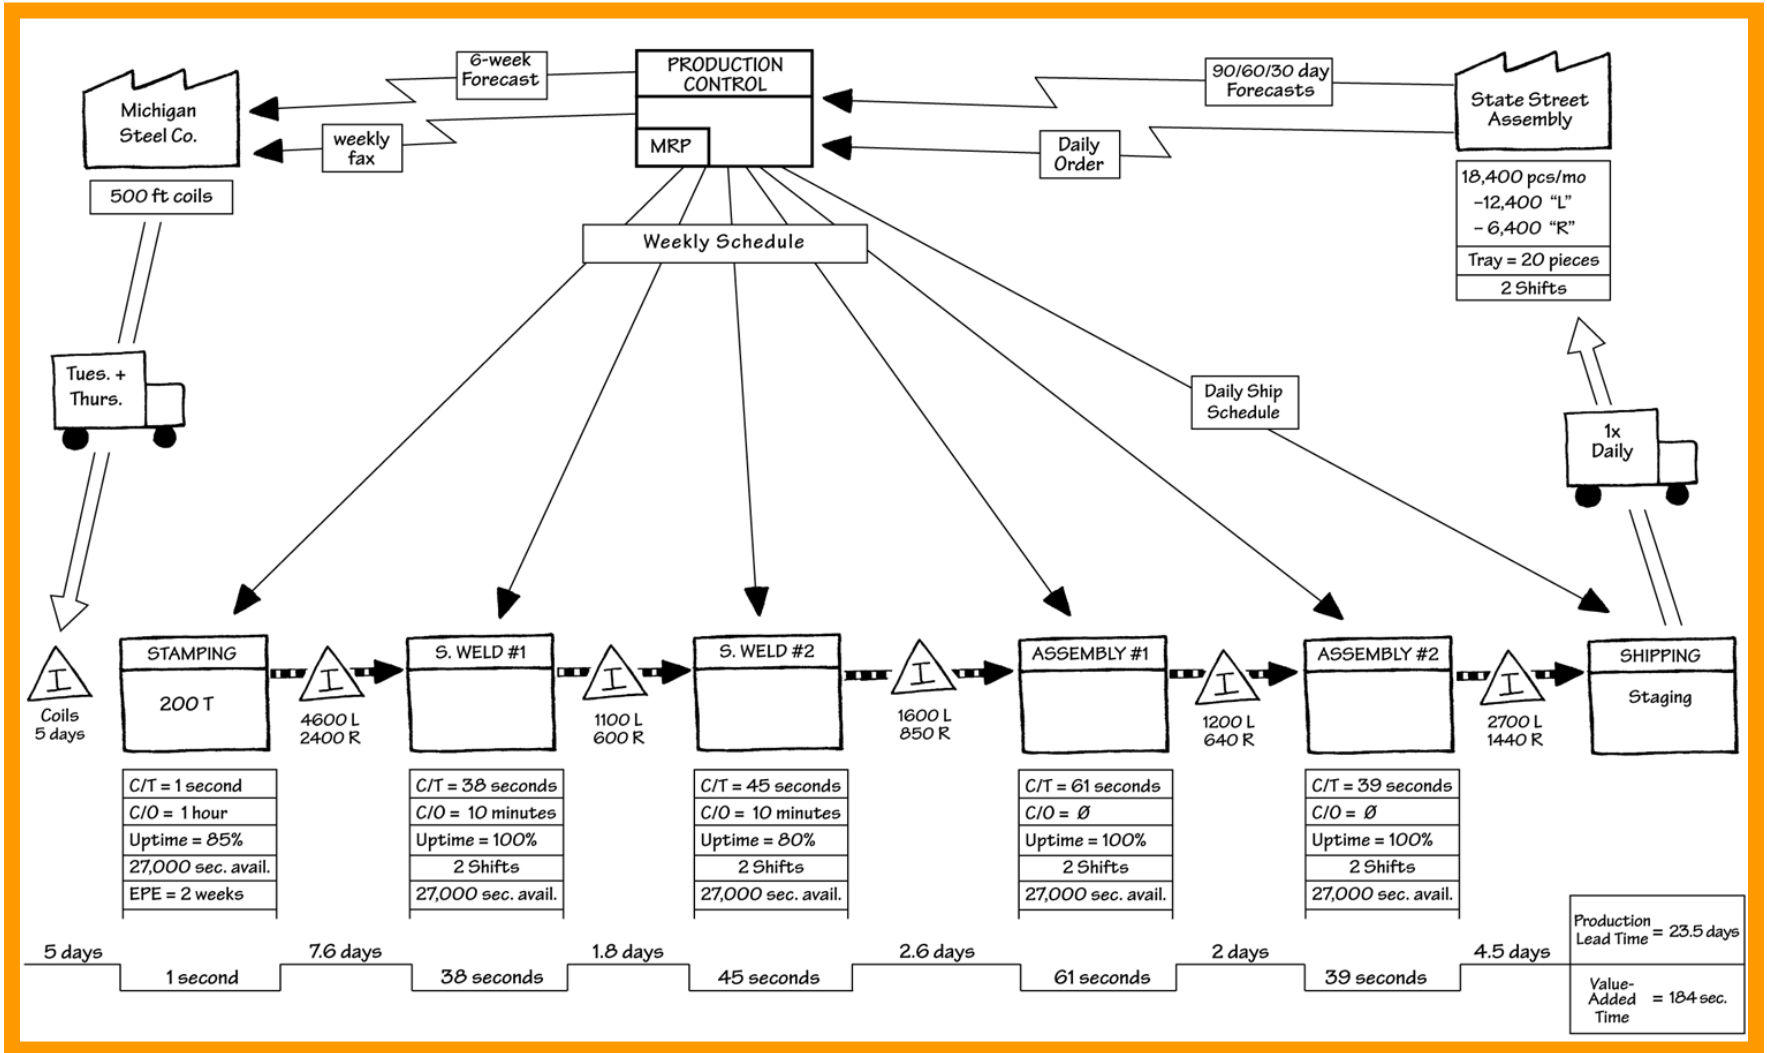 Michigan
Steel Co.
500 ft coils
6-week
Forecast
weekly
fax
PRODUCTION
CONTROL
MRP
90/60/30 day
Forecasts
Daily
Order
State Street
Assembly
18,400 pcs/mo
-12,400 "L"
- 6,400 "R"
Tray = 20 pieces
2 Shifts
Weekly Schedule
Tues. +
Thurs.
Daily Ship
Schedule
1x
Daily
I
Coils
5 days
STAMPING
200 T
C/T = 1 second
C/O = 1 hour
Uptime = 85%
27,000 sec. avail.
EPE = 2 weeks
I
4600 L
2400 R
S. WELD #1
C/T = 38 seconds
C/O = 10 minutes
Uptime = 100%
2 Shifts
27,000 sec. avail.
I
1100 L
600 R
S. WELD #2
C/T = 45 seconds
C/O = 10 minutes
Uptime = 80%
2 Shifts
27,000 sec. avail.
I
1600 L
850 R
ASSEMBLY #1
C/T = 61 seconds
C/O = Ø
Uptime = 100%
2 Shifts
27,000 sec. avail.
I
1200 L
640 R
ASSEMBLY #2
C/T = 39 seconds
C/O = Ø
Uptime = 100%
2 Shifts
27,000 sec. avail.
I
2700 L
1440 R
SHIPPING
Staging
5 days
1 second
7.6 days
38 seconds
1.8 days
45 seconds
2.6 days
61 seconds
2 days
39 seconds
4.5 days
Production
Lead Time = 23.5 days
Value-
Added = 184 sec.
Time